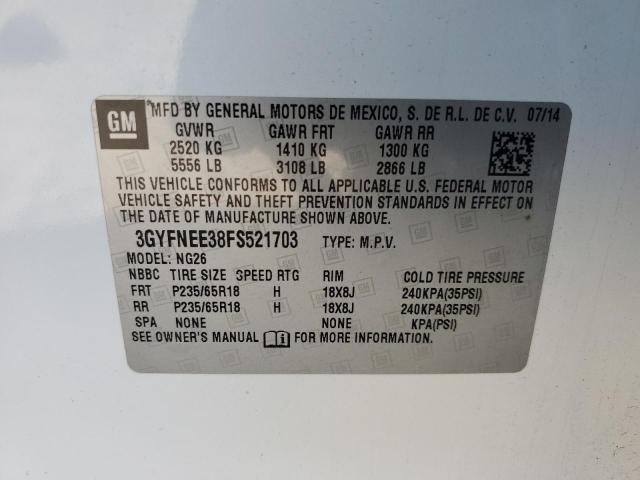 GM
MFD BY GENERAL MOTORS DE MEXICO, S. DE R.L. DE C.V. 07/14
GVWR GAWR FRT GAWR RR
2520 KG 1410 KG 1300 KG
5556 LB 3108 LB 2866 LB
THIS VEHICLE CONFORMS TO ALL APPLICABLE U.S. FEDERAL MOTOR
VEHICLE SAFETY AND THEFT PREVENTION STANDARDS IN EFFECT ON
THE DATE OF MANUFACTURE SHOWN ABOVE.
3GYFNEE38FS521703 TYPE: M.P.V.
MODEL: NG26
NBBC TIRE SIZE SPEED RTG RIM COLD TIRE PRESSURE
FRT P235/65R18 H 18X8J 240KPA(35PSI)
RR P235/65R18 H 18X8J 240KPA(35PSI)
SPA NONE NONE KPA(PSI)
SEE OWNER'S MANUAL FOR MORE INFORMATION.